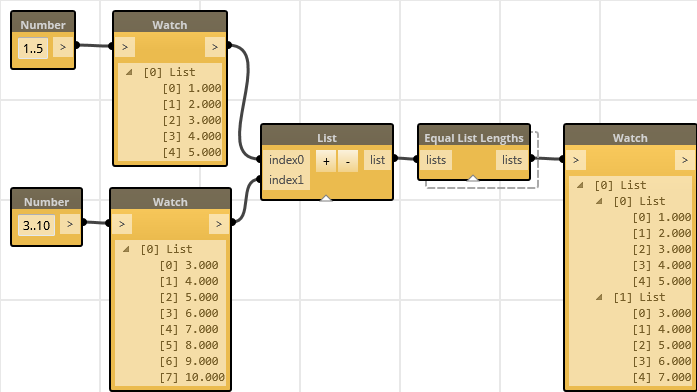 Number
1..5
>
Watch
> >
[0] List
[0] 1.000
[1] 2.000
[2] 3.000
[3] 4.000
[4] 5.000
Number
3..10
>
Watch
> >
[0] List
[0] 3.000
[1] 4.000
[2] 5.000
[3] 6.000
[4] 7.000
[5] 8.000
[6] 9.000
[7] 10.000
List
index0 + - list
index1
Equal List Lengths
lists lists
Watch
> >
[0] List
[0] List
[0] 1.000
[1] 2.000
[2] 3.000
[3] 4.000
[4] 5.000
[1] List
[0] 3.000
[1] 4.000
[2] 5.000
[3] 6.000
[4] 7.000